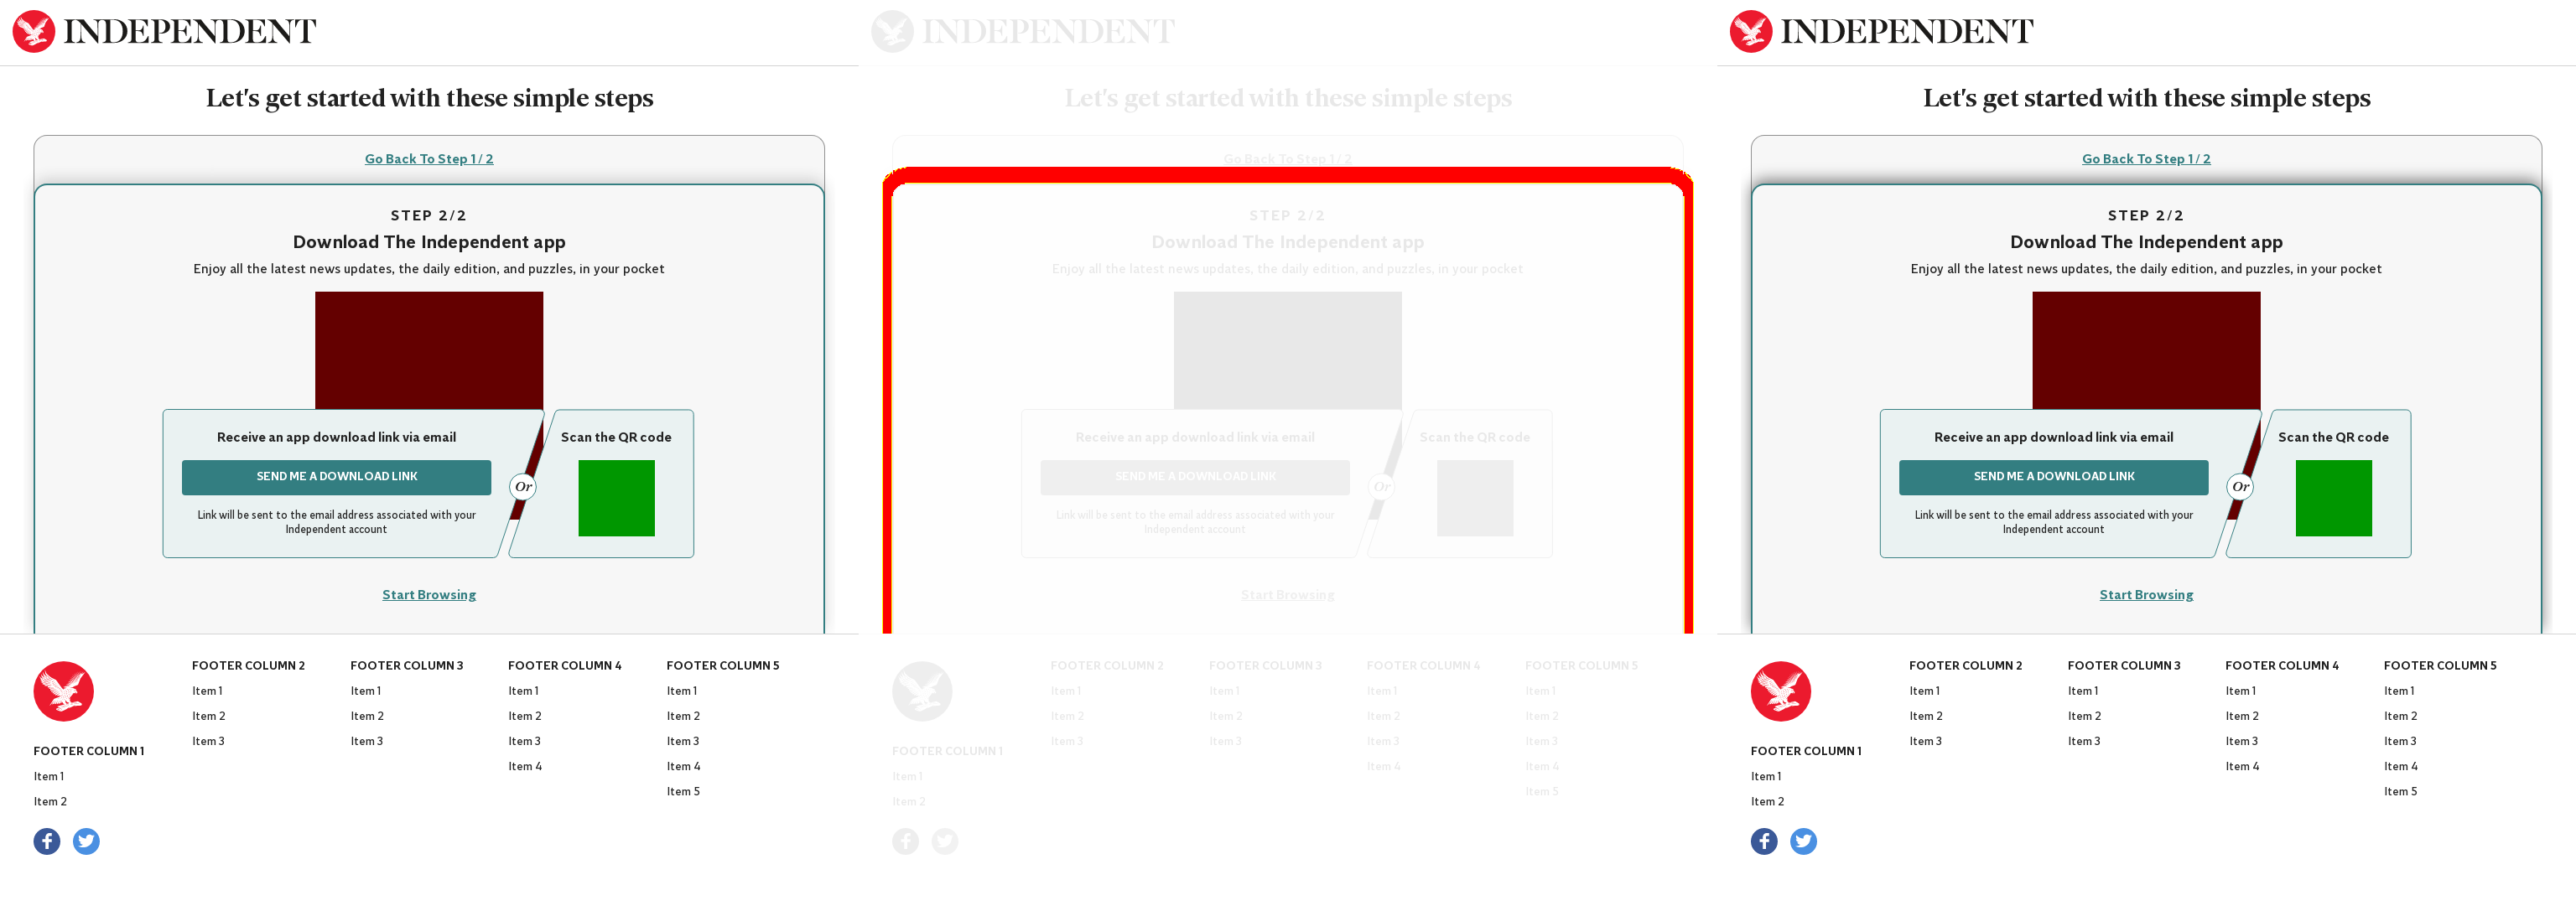 INDEPENDENT
Let's get started with these simple steps
Go Back To Step 1 / 2
STEP 2/2
Download The Independent app
Enjoy all the latest news updates, the daily edition, and puzzles, in your pocket
Receive an app download link via email
SEND ME A DOWNLOAD LINK
Link will be sent to the email address associated with your
Independent account
Or
Scan the QR code
Start Browsing
FOOTER COLUMN 1
Item 1
Item 2
FOOTER COLUMN 2
Item 1
Item 2
Item 3
FOOTER COLUMN 3
Item 1
Item 2
Item 3
FOOTER COLUMN 4
Item 1
Item 2
Item 3
Item 4
FOOTER COLUMN 5
Item 1
Item 2
Item 3
Item 4
Item 5
INDEPENDENT
Let's get started with these simple steps
Go Back To Step 1 / 2
STEP 2/2
Download The Independent app
Enjoy all the latest news updates, the daily edition, and puzzles, in your pocket
Receive an app download link via email
SEND ME A DOWNLOAD LINK
Link will be sent to the email address associated with your
Independent account
Or
Scan the QR code
Start Browsing
FOOTER COLUMN 1
Item 1
Item 2
FOOTER COLUMN 2
Item 1
Item 2
Item 3
FOOTER COLUMN 3
Item 1
Item 2
Item 3
FOOTER COLUMN 4
Item 1
Item 2
Item 3
Item 4
FOOTER COLUMN 5
Item 1
Item 2
Item 3
Item 4
Item 5
INDEPENDENT
Let's get started with these simple steps
Go Back To Step 1 / 2
STEP 2/2
Download The Independent app
Enjoy all the latest news updates, the daily edition, and puzzles, in your pocket
Receive an app download link via email
SEND ME A DOWNLOAD LINK
Link will be sent to the email address associated with your
Independent account
Or
Scan the QR code
Start Browsing
FOOTER COLUMN 1
Item 1
Item 2
FOOTER COLUMN 2
Item 1
Item 2
Item 3
FOOTER COLUMN 3
Item 1
Item 2
Item 3
FOOTER COLUMN 4
Item 1
Item 2
Item 3
Item 4
FOOTER COLUMN 5
Item 1
Item 2
Item 3
Item 4
Item 5